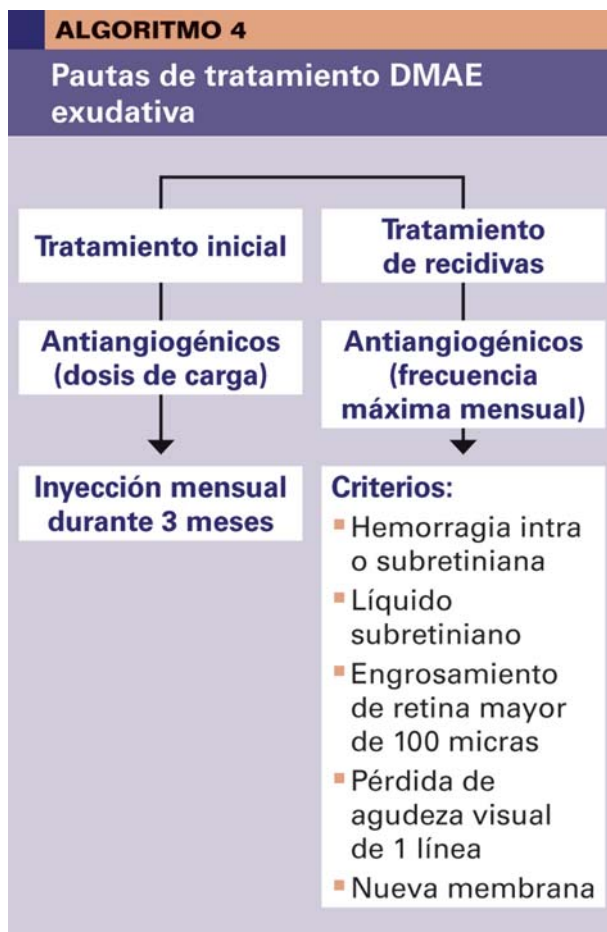 ALGORITMO 4
Pautas de tratamiento DMAE
exudativa
Tratamiento inicial
Antiangiogénicos
(dosis de carga)
Inyección mensual
durante 3 meses
Tratamiento
de recidivas
Antiangiogénicos
(frecuencia
máxima mensual)
Criterios:
Hemorragia intra
o subretiniana
Líquido
subretiniano
Engrosamiento
de retina mayor
de 100 micras
Pérdida de
agudeza visual
de 1 línea
Nueva membrana